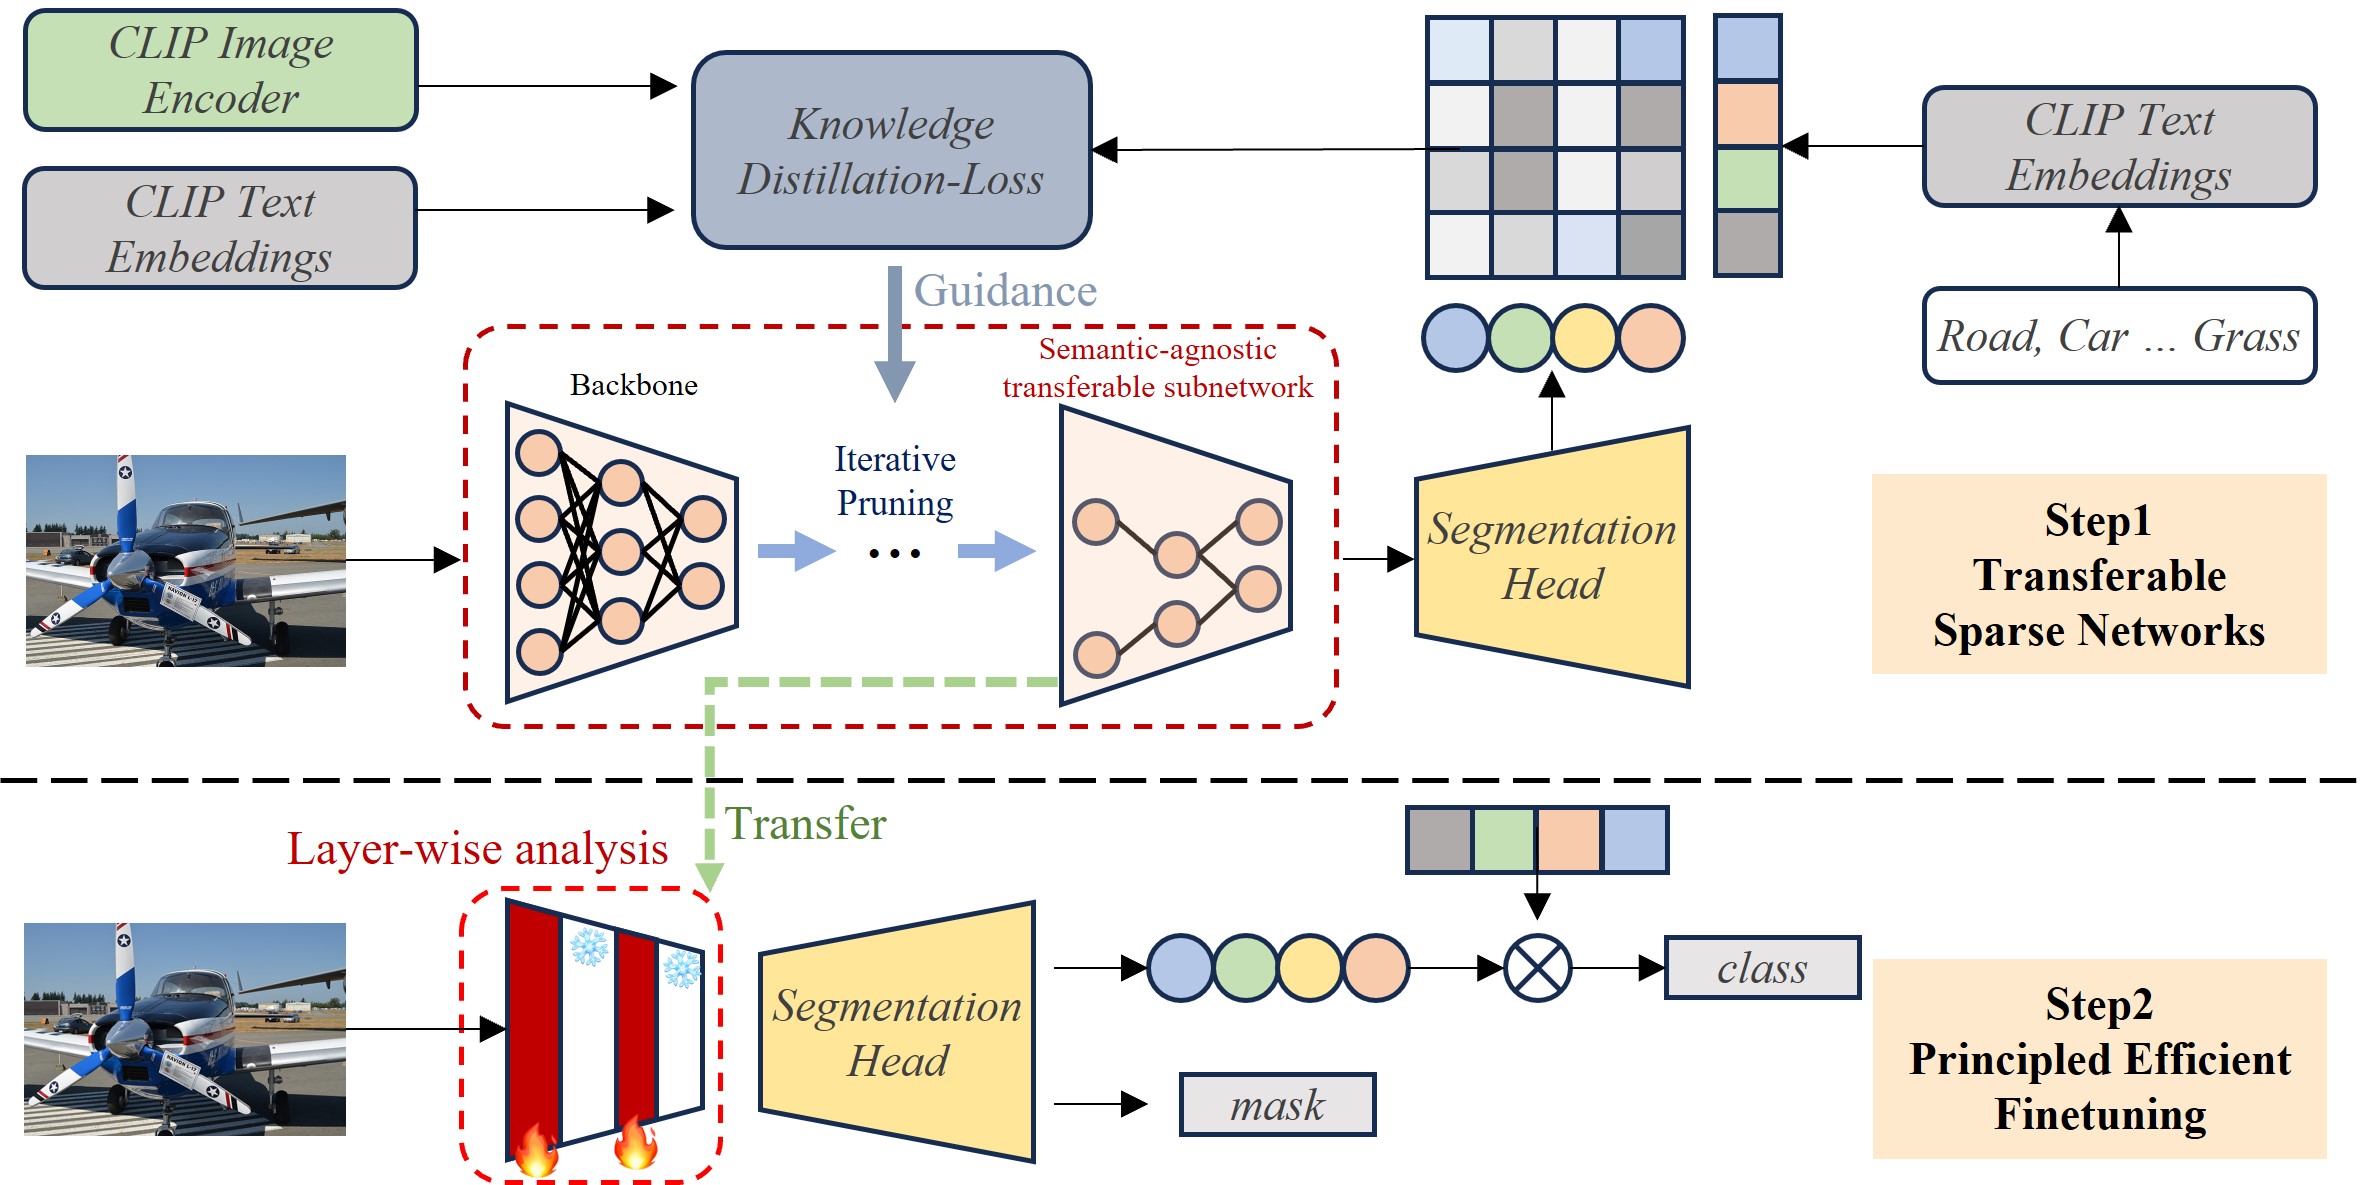 CLIP Image
Encoder
CLIP Text
Embeddings
Knowledge
Distillation-Loss
CLIP Text
Embeddings
Road, Car ... Grass
Guidance
Backbone
Semantic-agnostic
transferable subnetwork
Iterative
Pruning
...
Segmentation
Head
Step1
Transferable
Sparse Networks
Transfer
Layer-wise analysis
Segmentation
Head
class
mask
Step2
Principled Efficient
Finetuning